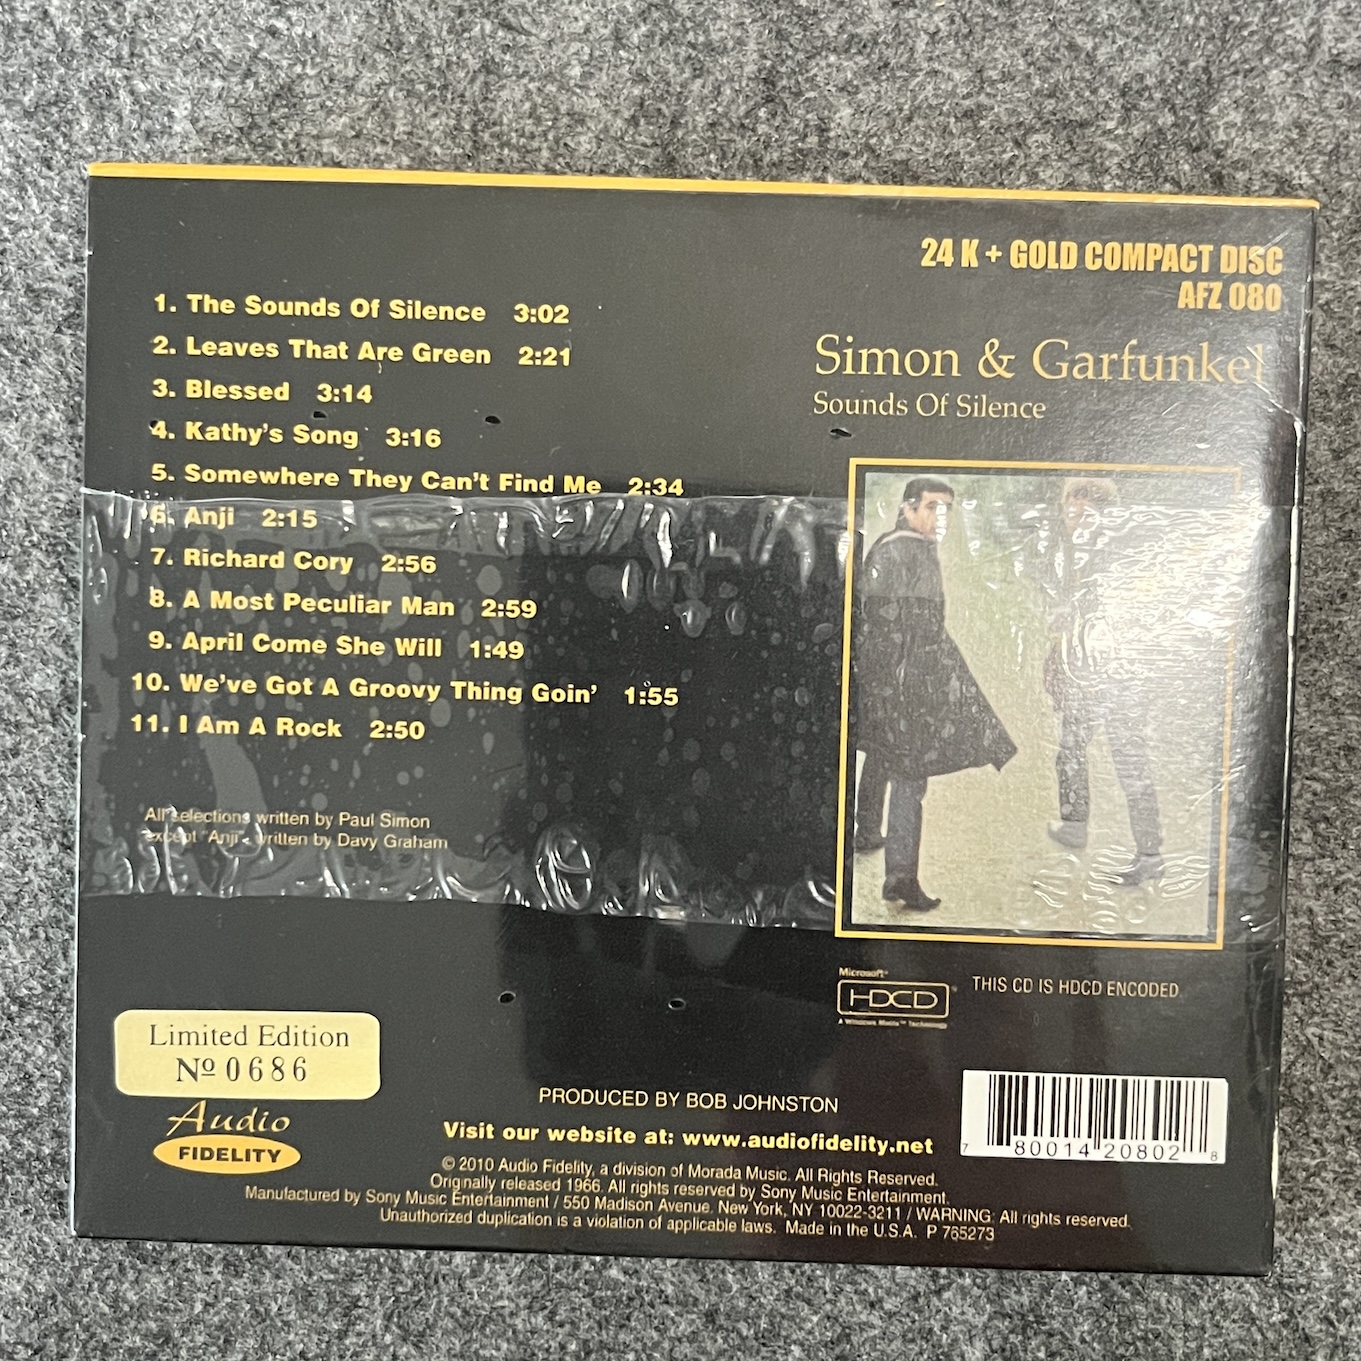 24 K + GOLD COMPACT DISC
AFZ 080
Simon & Garfunkel
Sounds Of Silence
1. The Sounds Of Silence 3:02
2. Leaves That Are Green 2:21
3. Blessed 3:14
4. Kathy's Song 3:16
5. Somewhere They Can't Find Me 2:34
6. Anji 2:15
7. Richard Cory 2:56
8. A Most Peculiar Man 2:59
9. April Come She Will 1:49
10. We've Got A Groovy Thing Goin' 1:55
11. I Am A Rock 2:50
All selections written by Paul Simon
except "Anji" written by Davy Graham
Microsoft®
HDCD®
A Windows Media™ Technology
THIS CD IS HDCD ENCODED.
Limited Edition
Nº 0686
Audio
FIDELITY
PRODUCED BY BOB JOHNSTON
Visit our website at: www.audiofidelity.net
© 2010 Audio Fidelity, a division of Morada Music. All Rights Reserved.
Originally released 1966. All rights reserved by Sony Music Entertainment.
Manufactured by Sony Music Entertainment / 550 Madison Avenue. New York, NY 10022-3211 / WARNING: All rights reserved.
Unauthorized duplication is a violation of applicable laws. Made in the U.S.A. P 765273
7 80014 20802 8